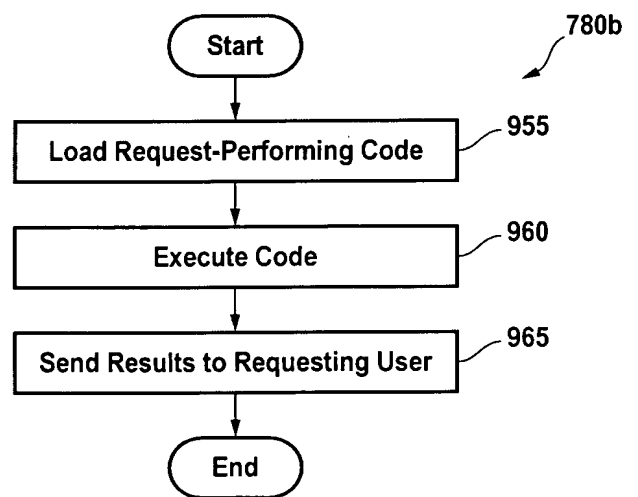 Start
780b
Load Request-Performing Code
955
Execute Code
960
Send Results to Requesting User
965
End